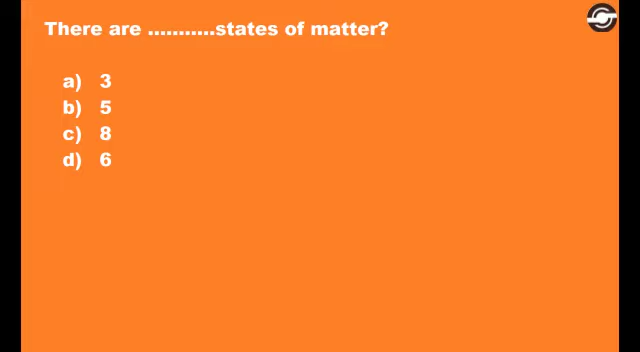 There are ...........states of matter?
a) 3
b) 5
c) 8
d) 6